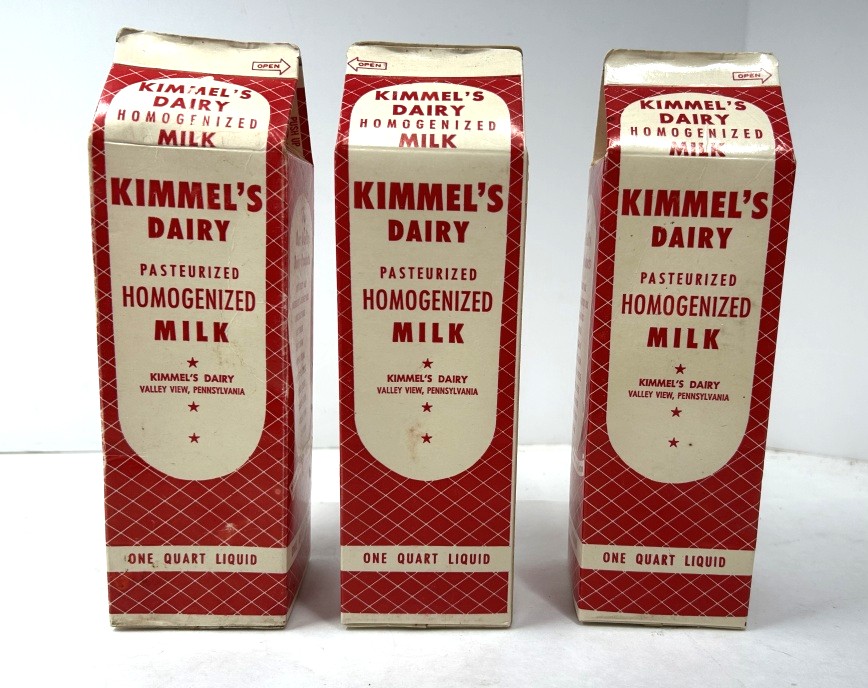 OPEN
KIMMEL'S
DAIRY
HOMOGENIZED
MILK
KIMMEL'S
DAIRY
PASTEURIZED
HOMOGENIZED
MILK
KIMMEL'S DAIRY
VALLEY VIEW, PENNSYLVANIA
ONE QUART LIQUID
OPEN
KIMMEL'S
DAIRY
HOMOGENIZED
MILK
KIMMEL'S
DAIRY
PASTEURIZED
HOMOGENIZED
MILK
KIMMEL'S DAIRY
VALLEY VIEW, PENNSYLVANIA
ONE QUART LIQUID
OPEN
KIMMEL'S
DAIRY
HOMOGENIZED
MILK
KIMMEL'S
DAIRY
PASTEURIZED
HOMOGENIZED
MILK
KIMMEL'S DAIRY
VALLEY VIEW, PENNSYLVANIA
ONE QUART LIQUID